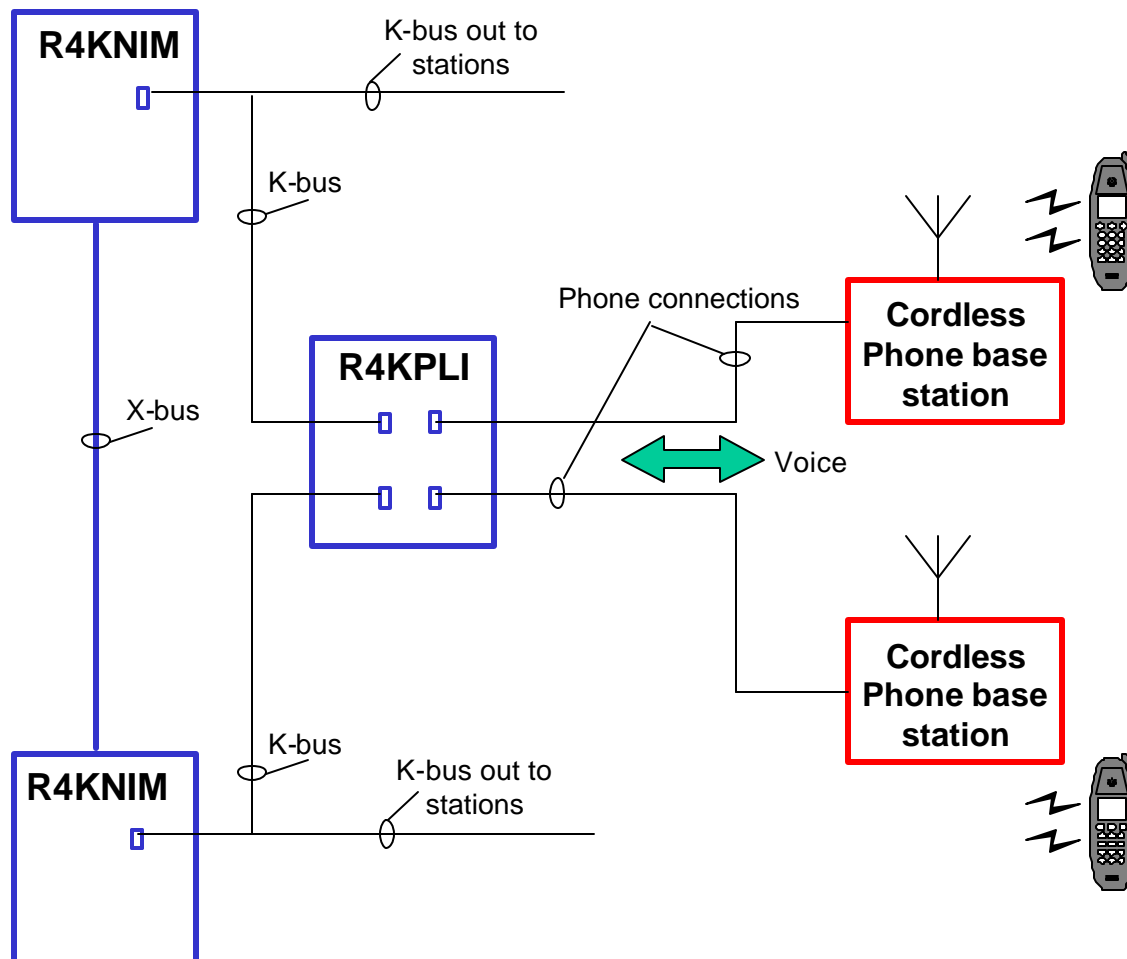 R4KNIM
K-bus out to
stations
K-bus
Phone connections
Cordless
Phone base
station
R4KPLI
X-bus
Voice
Cordless
Phone base
station
K-bus
K-bus out to
stations
R4KNIM